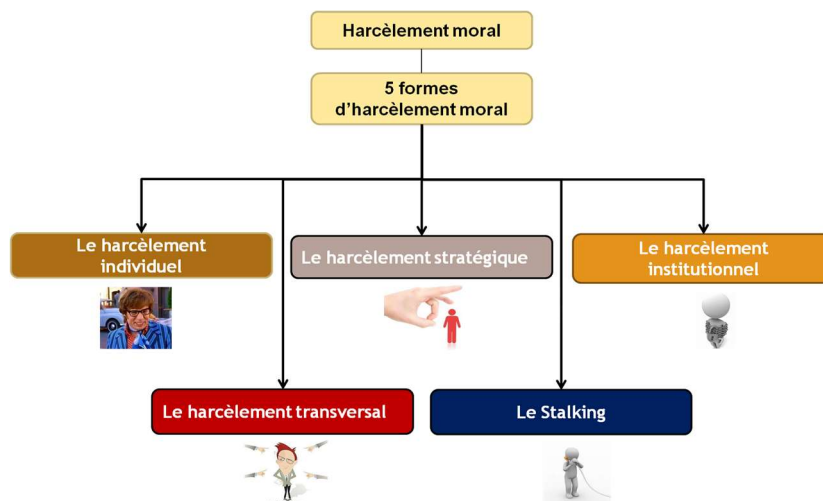 Harcèlement moral
5 formes
d'harcèlement moral
Le harcèlement
individuel
Le harcèlement stratégique
Le harcèlement
institutionnel
Le harcèlement transversal
Le Stalking